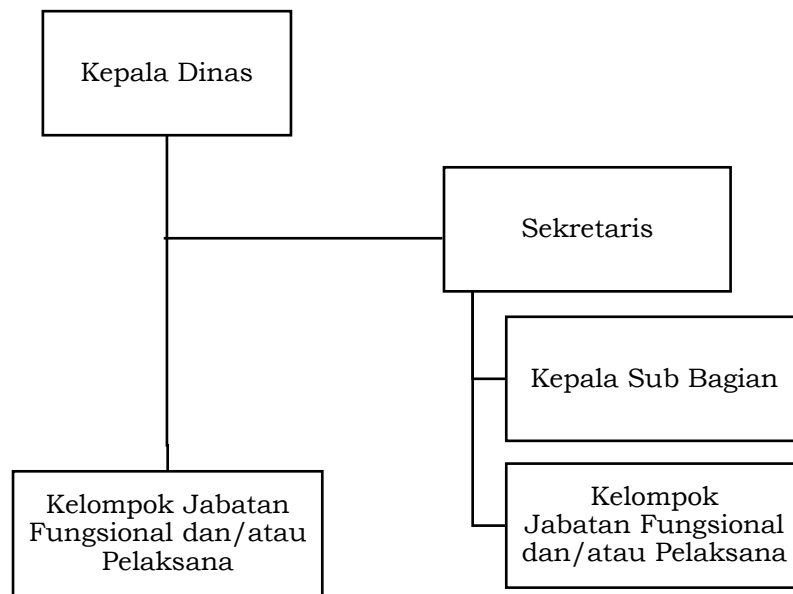 Kepala Dinas
Sekretaris
Kepala Sub Bagian
Kelompok Jabatan
Fungsional dan/atau
Pelaksana
Kelompok
Jabatan Fungsional
dan/atau Pelaksana